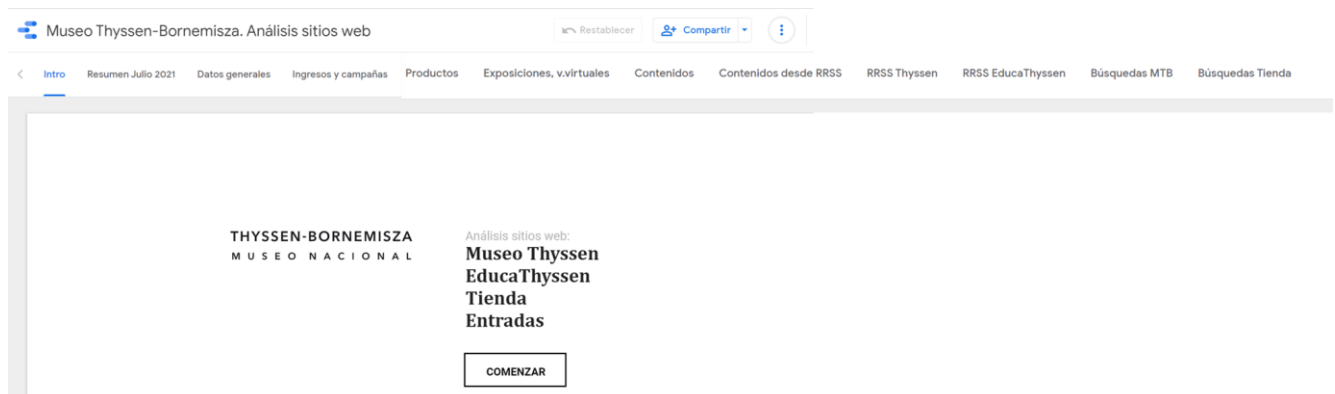 Museo Thyssen-Bornemisza. Análisis sitios web
Restablecer
Compartir
Intro Resumen Julio 2021 Datos generales Ingresos y campañas Productos Exposiciones, v.virtuales Contenidos Contenidos desde RRSS RRSS Thyssen RRSS EducaThyssen Búsquedas MTB Búsquedas Tienda
THYSSEN-BORNEMISZA
MUSEO NACIONAL
Análisis sitios web:
Museo Thyssen
EducaThyssen
Tienda
Entradas
COMENZAR